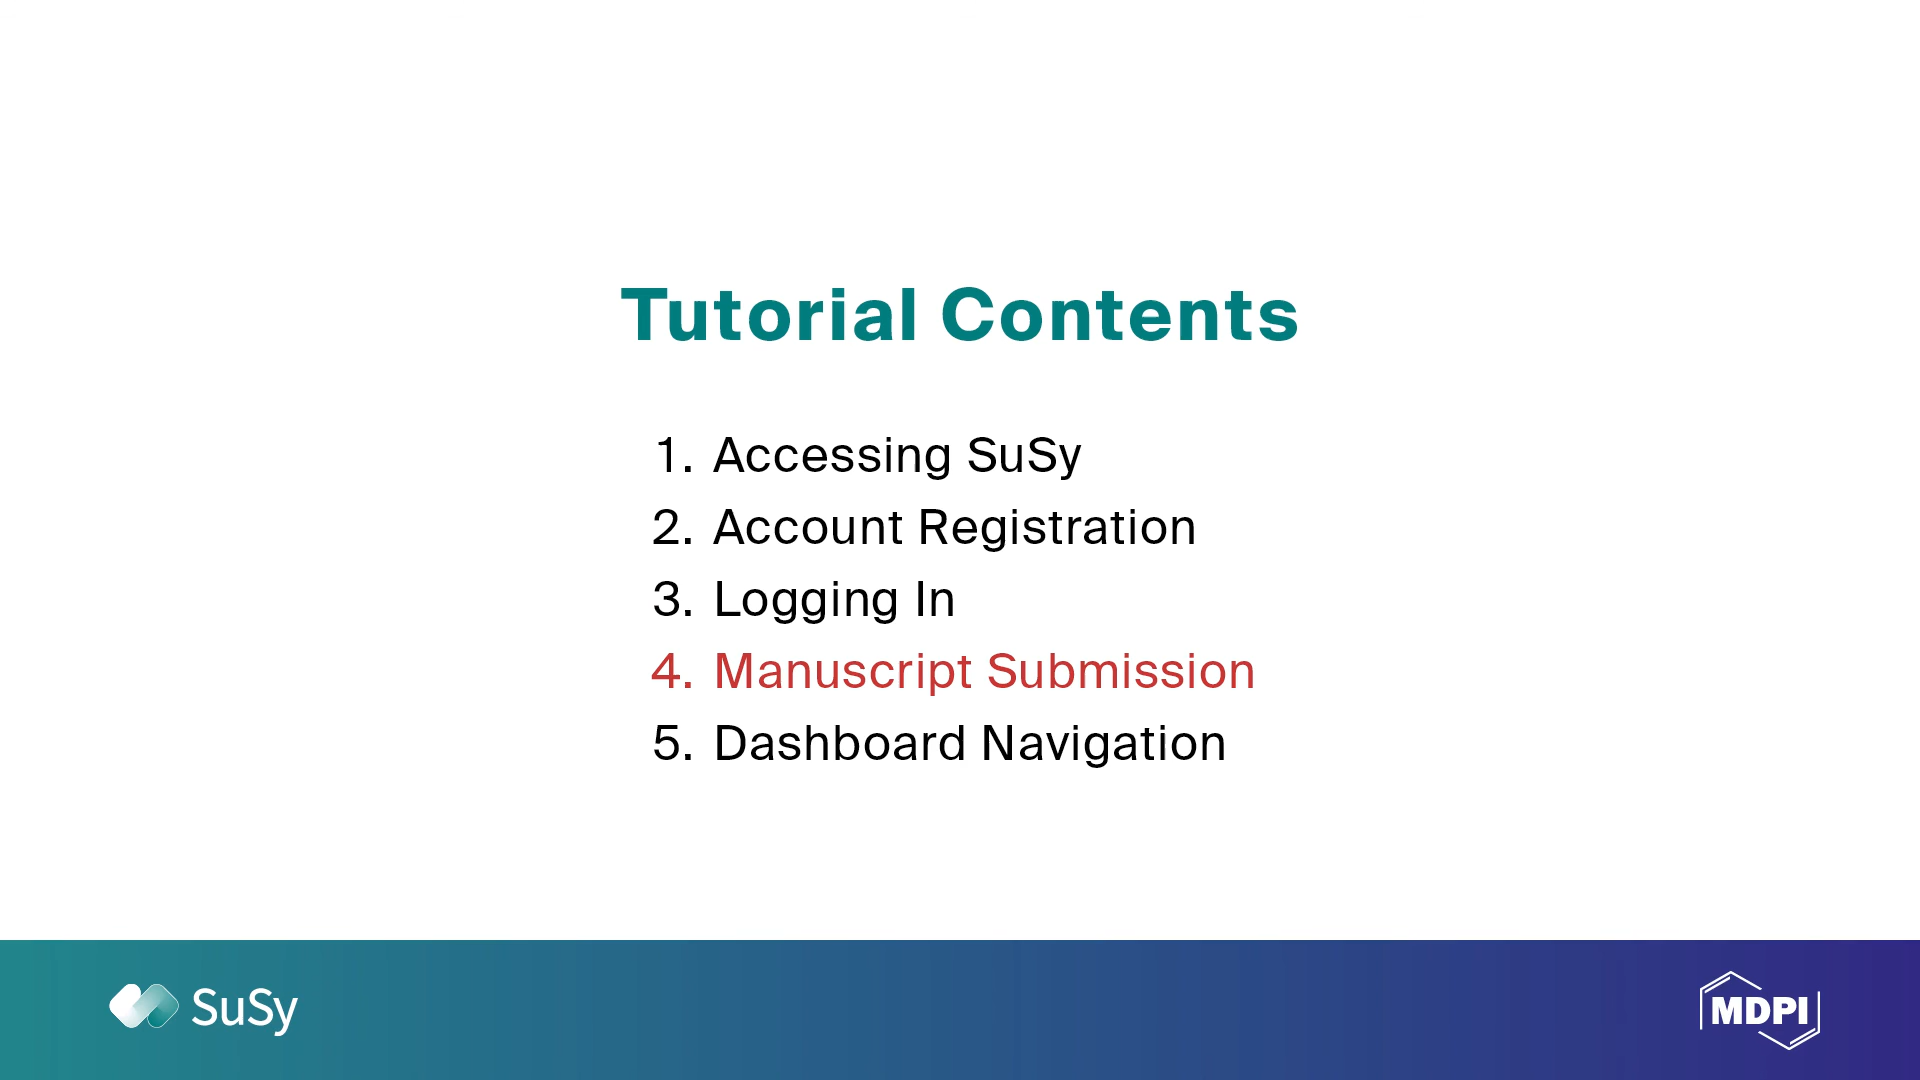 Tutorial Contents
1. Accessing SuSy
2. Account Registration
3. Logging In
4. Manuscript Submission
5. Dashboard Navigation
SuSy
MDPI